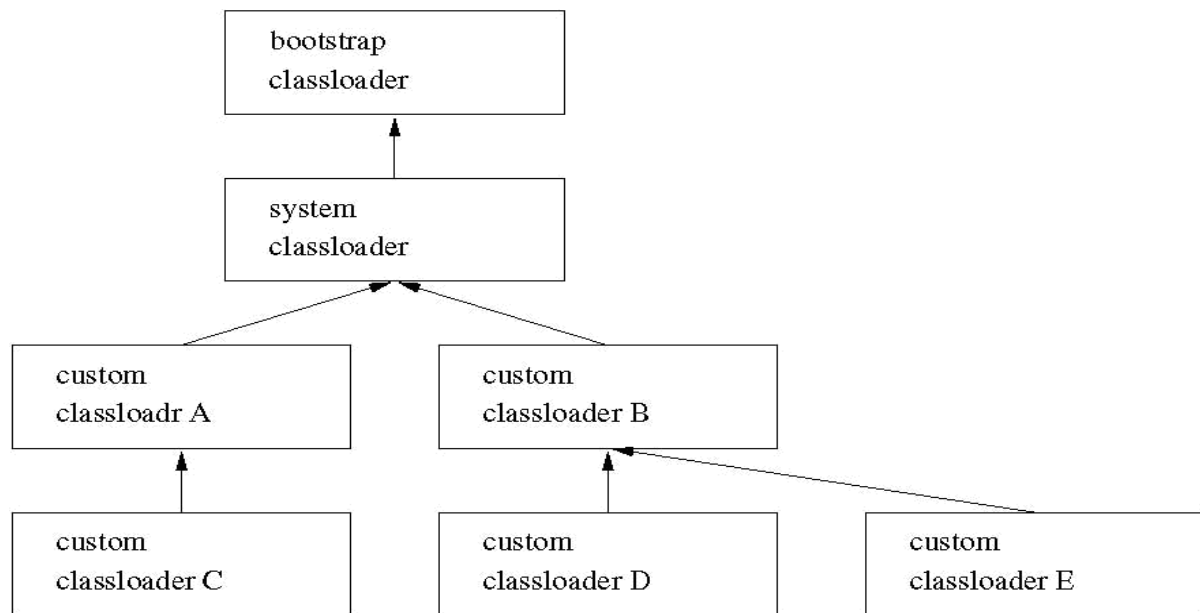 bootstrap
classloader
system
classloader
custom
classloadr A
custom
classloader B
custom
classloader C
custom
classloader D
custom
classloader E